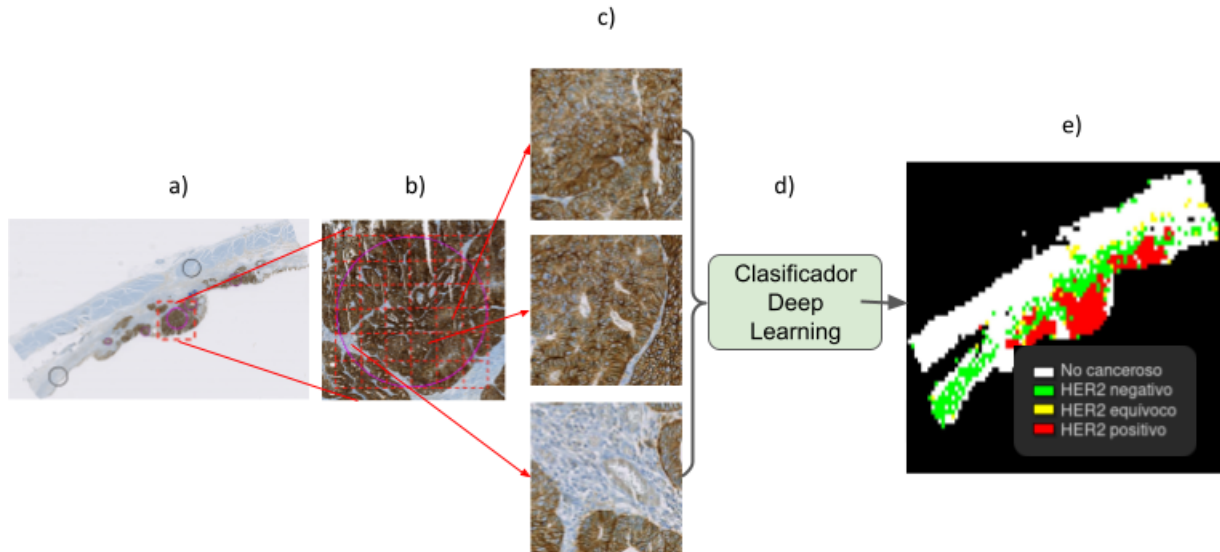 c)
a)
b)
d)
e)
Clasificador
Deep
Learning
No canceroso
HER2 negativo
HER2 equívoco
HER2 positivo